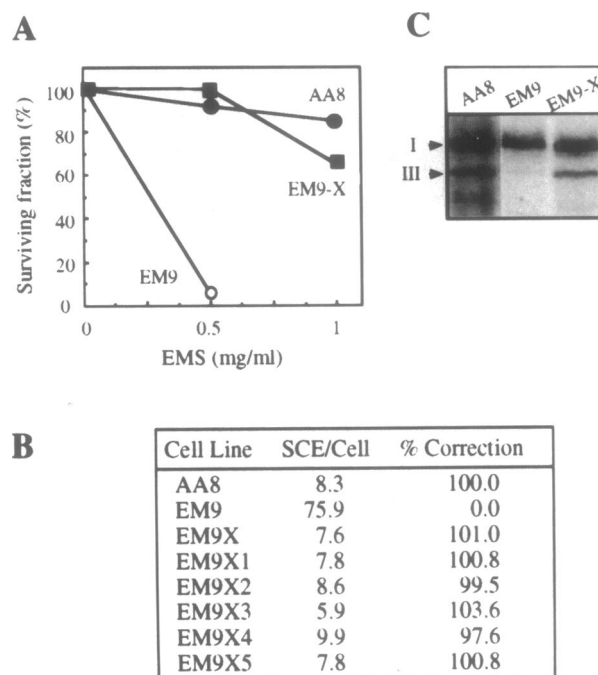 A
Surviving fraction (%)
100
80
60
40
20
0
AA8
EM9-X
EM9
0 0.5 1
EMS (mg/ml)
C
AA8 EM9 EM9-X
I
III
B
Cell Line SCE/Cell % Correction
AA8 8.3 100.0
EM9 75.9 0.0
EM9X 7.6 101.0
EM9X1 7.8 100.8
EM9X2 8.6 99.5
EM9X3 5.9 103.6
EM9X4 9.9 97.6
EM9X5 7.8 100.8